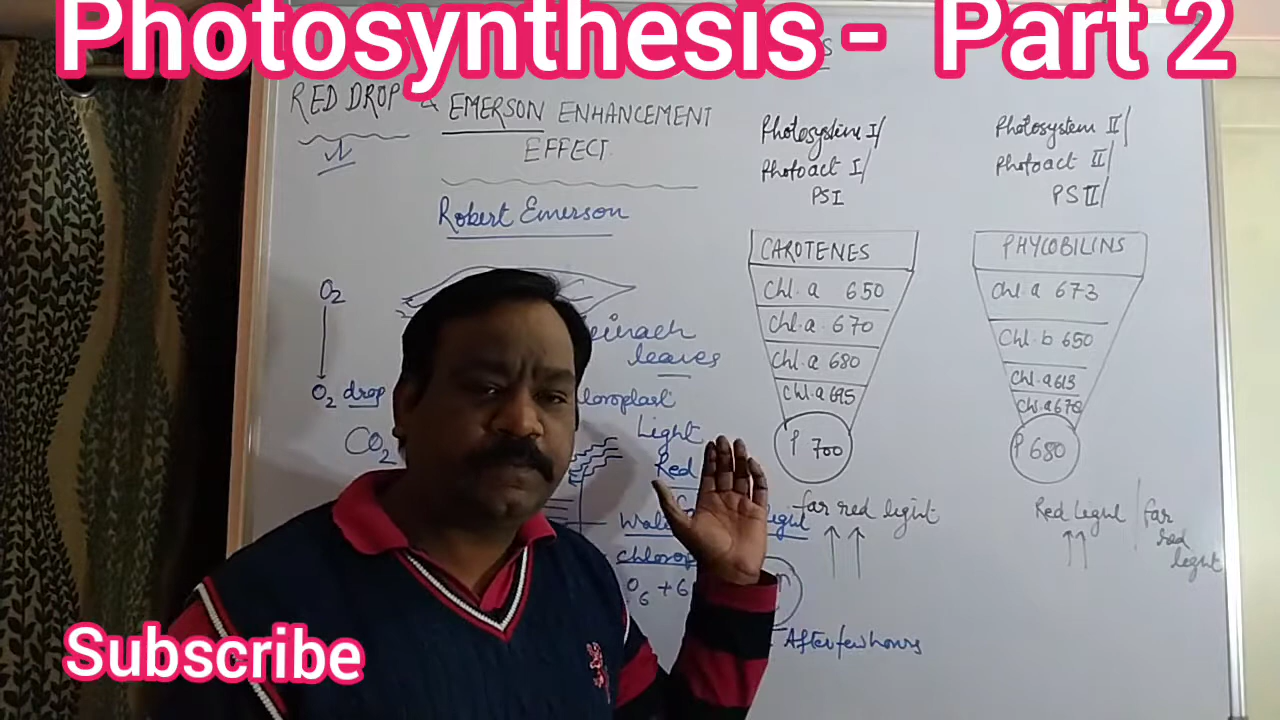 Photosynthesis - Part 2
RED DROP & EMERSON ENHANCEMENT
EFFECT
Robert Emerson
O2
O2 drop
CO2
leaves
Light
Red
6 + 6
After few hours
Photosystem I/
Photoact I/
PS I
CAROTENES
Chl. a 650
Chl. a 670
Chl. a 680
Chl. a 695
P 700
far red light
Photosystem II/
Photoact II/
PS II/
PHYCOBILINS
Chl. a 673
Chl. b 650
Chl. a 613
Chl. a 670
P 680
Red Light / far
red
light
Subscribe